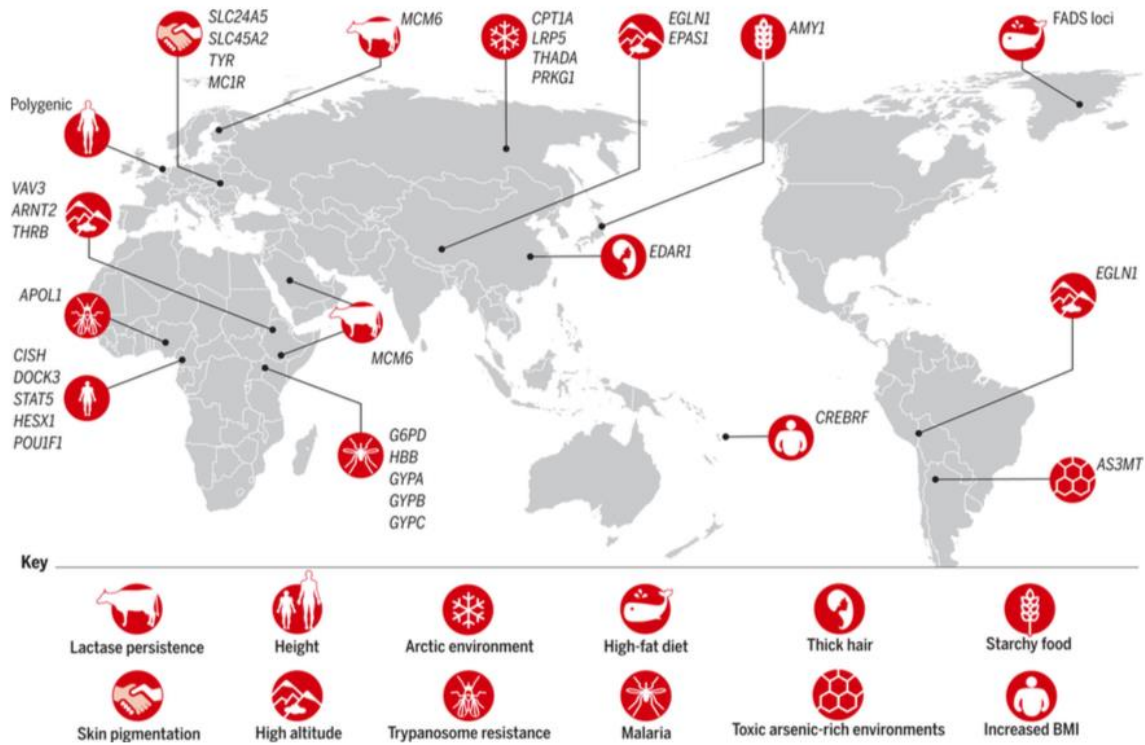 SLC24A5
SLC45A2
TYR
MC1R
MCM6
CPT1A
LRP5
THADA
PRKG1
EGLN1
EPAS1
AMY1
FADS loci
Polygenic
VAV3
ARNT2
THRB
EDAR1
APOL1
EGLN1
MCM6
CISH
DOCK3
STAT5
HESX1
POU1F1
CREBRF
G6PD
HBB
GYPA
GYPB
GYPC
AS3MT
Key
Lactase persistence
Height
Arctic environment
High-fat diet
Thick hair
Starchy food
Skin pigmentation
High altitude
Trypanosome resistance
Malaria
Toxic arsenic-rich environments
Increased BMI